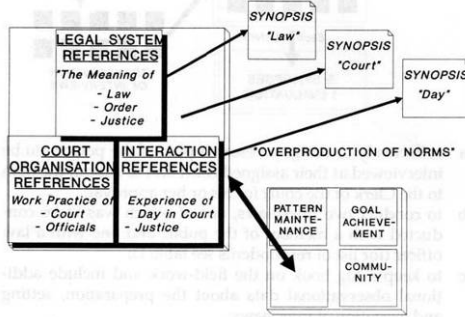 LEGAL SYSTEM
REFERENCES
"The Meaning of
- Law
- Order
- Justice
COURT
ORGANISATION
REFERENCES
Work Practice of
- Court
- Officials
INTERACTION
REFERENCES
Experience of
- Day in Court
- Justice
SYNOPSIS
"Law"
SYNOPSIS
"Court"
SYNOPSIS
"Day"
"OVERPRODUCTION OF NORMS"
PATTERN
MAINTE-
NANCE
GOAL
ACHIEVE-
MENT
COMMU-
NITY